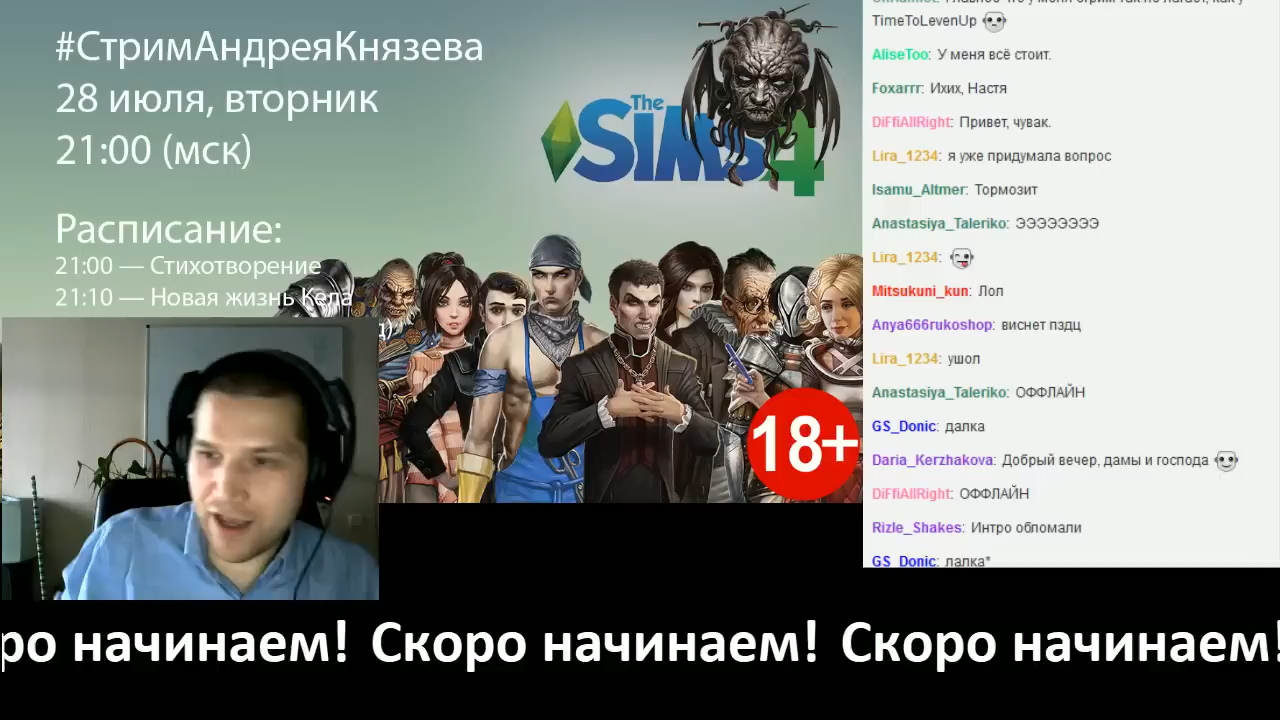 #СтримАндреяКнязева
28 июля, вторник
21:00 (мск)
Расписание:
21:00 — Стихотворение
21:10 — Новая жизнь Кела
The
SIMS 4
18+
TimeToLevenUp
AliseToo: У меня всё стоит.
Foxarrr: Ихих, Настя
DiFfiAllRight: Привет, чувак.
Lira_1234: я уже придумала вопрос
Isamu_Altmer: Тормозит
Anastasiya_Taleriko: ЭЭЭЭЭЭЭЭ
Lira_1234:
Mitsukuni_kun: Лол
Anya666rukoshop: виснет пздц
Lira_1234: ушол
Anastasiya_Taleriko: ОФФЛАЙН
GS_Donic: далка
Daria_Kerzhakova: Добрый вечер, дамы и господа
DiFfiAllRight: ОФФЛАЙН
Rizle_Shakes: Интро обломали
GS_Donic: лалка*
ро начинаем! Скоро начинаем! Скоро начинаем!